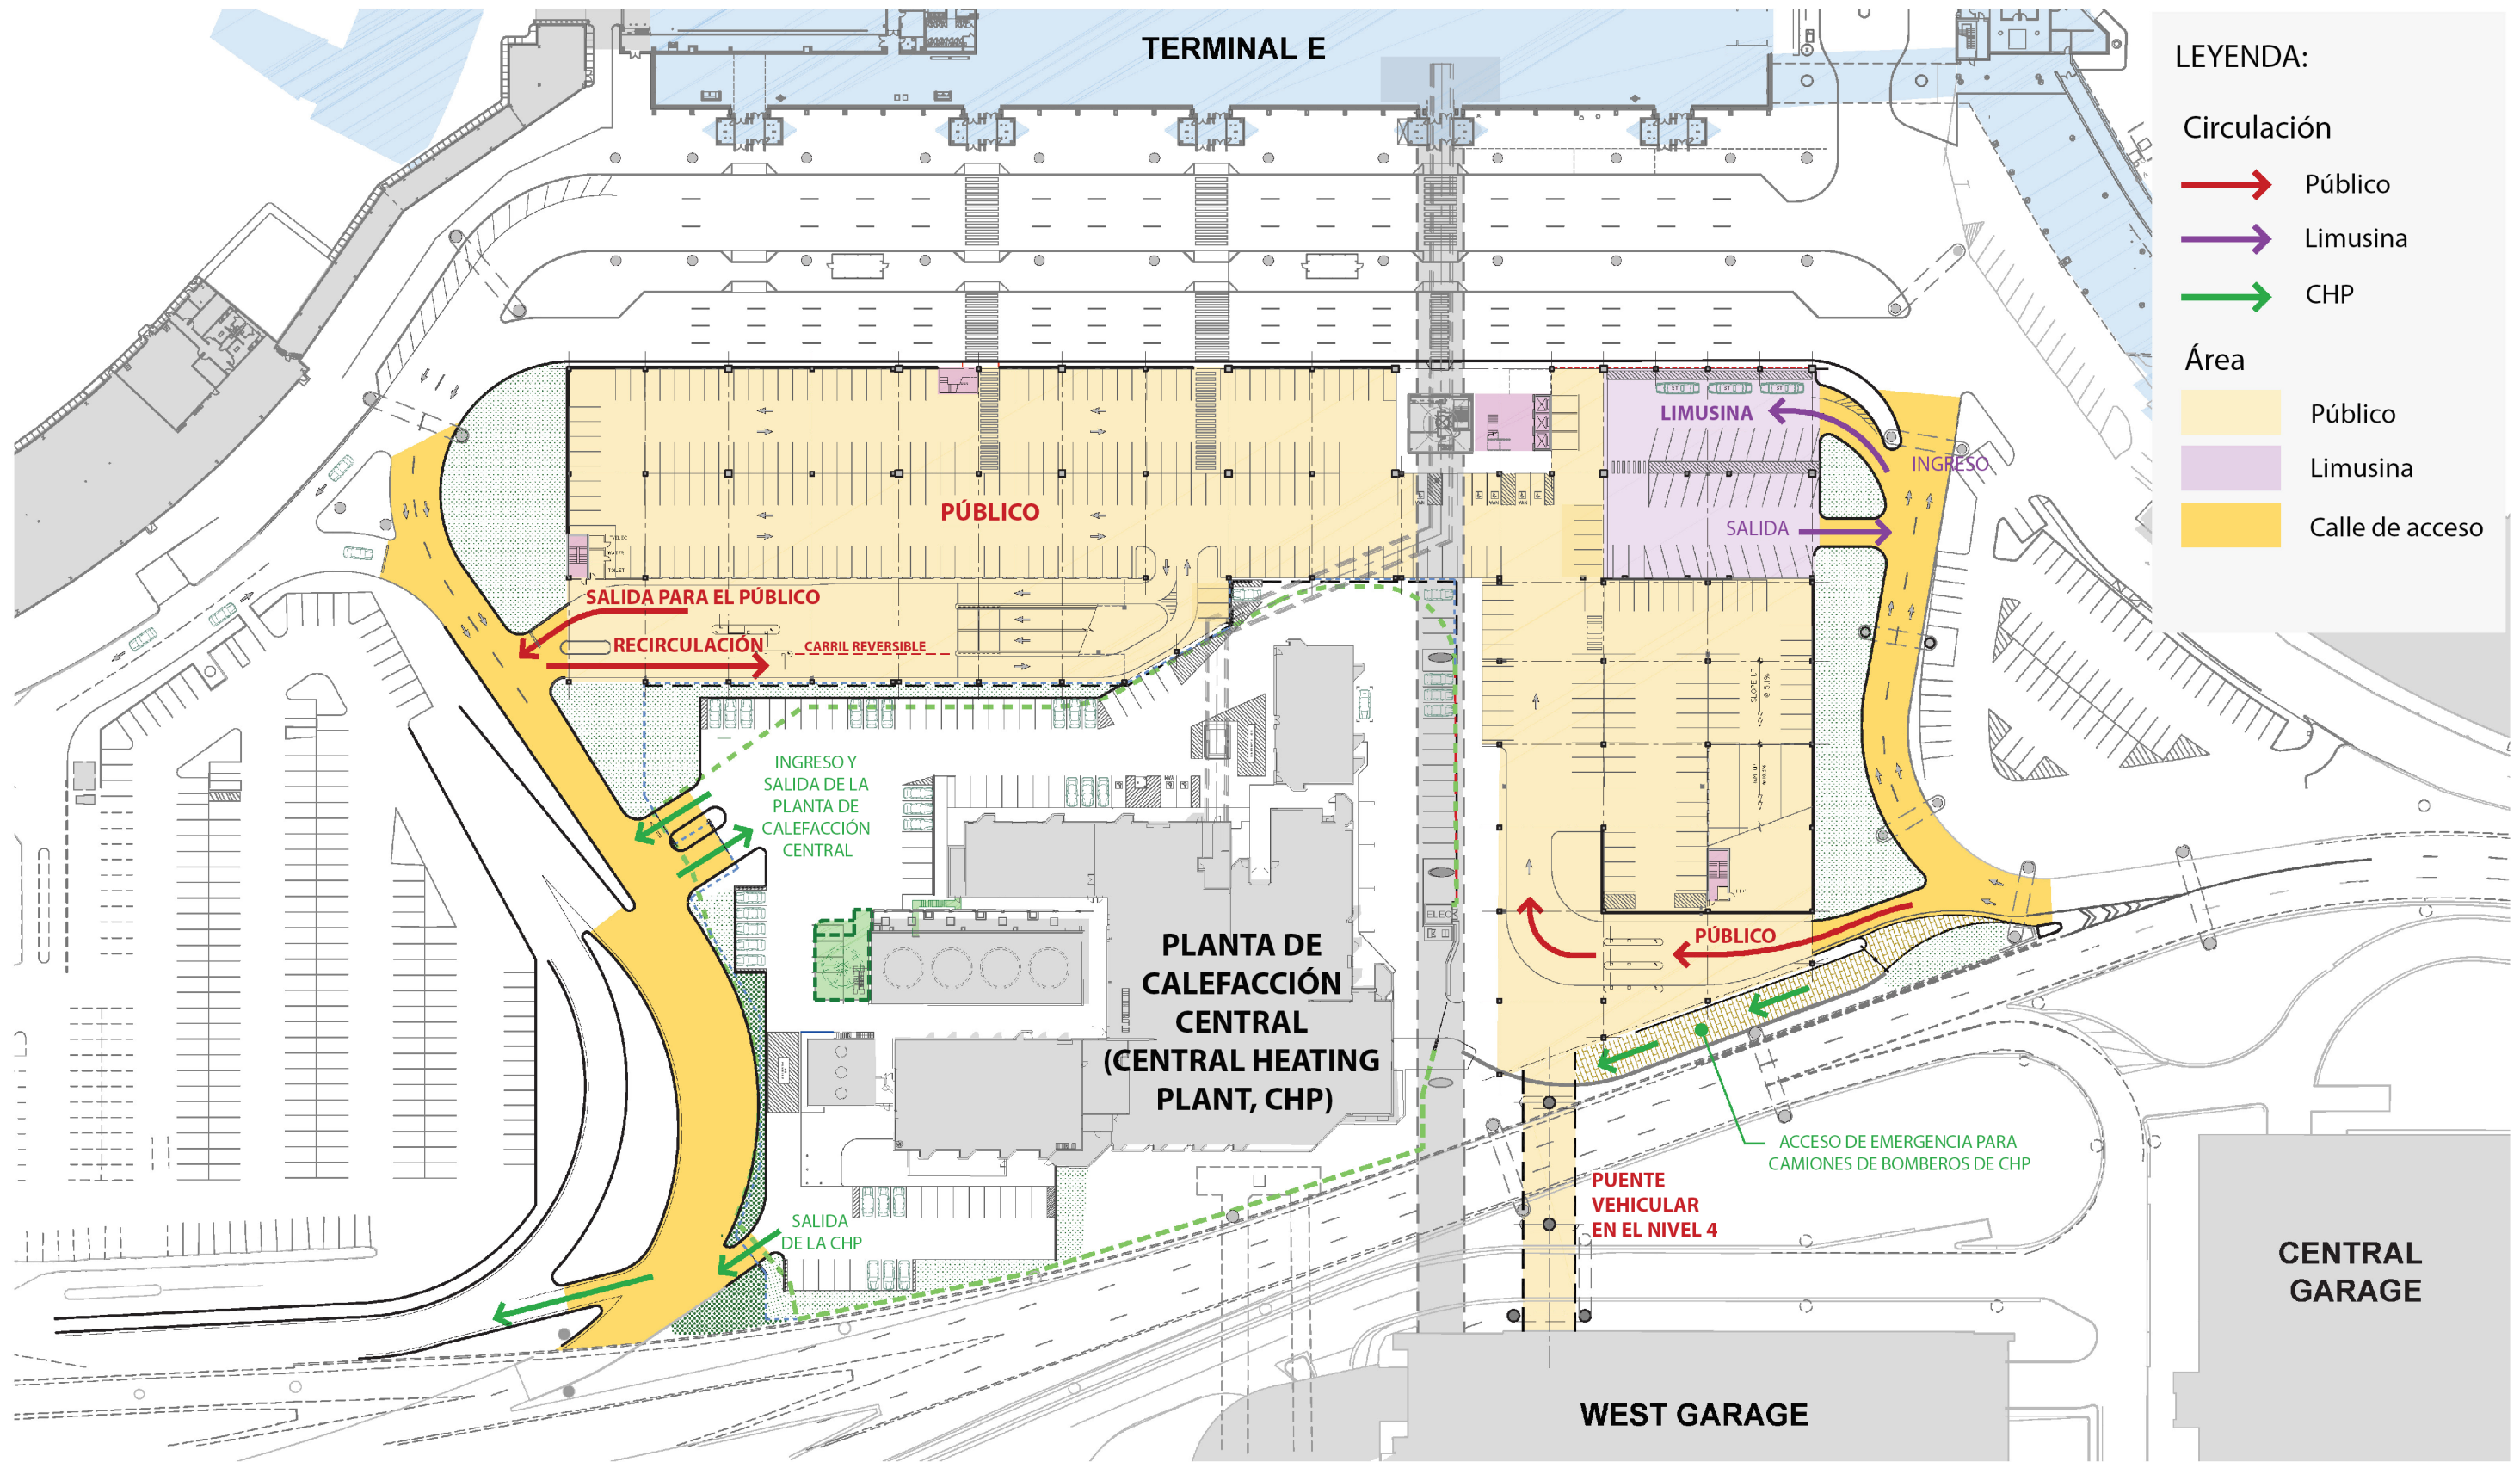 TERMINAL E
LEYENDA:
Circulación
Público
Limusina
CHP
Área
Público
Limusina
Calle de acceso
LIMUSINA
INGRESO
SALIDA
PÚBLICO
SALIDA PARA EL PÚBLICO
RECIRCULACIÓN
CARRIL REVERSIBLE
INGRESO Y
SALIDA DE LA
PLANTA DE
CALEFACCIÓN
CENTRAL
PLANTA DE
CALEFACCIÓN
CENTRAL
(CENTRAL HEATING
PLANT, CHP)
ELEC
PÚBLICO
ACCESO DE EMERGENCIA PARA
CAMIONES DE BOMBEROS DE CHP
PUENTE
VEHICULAR
EN EL NIVEL 4
SALIDA
DE LA CHP
CENTRAL
GARAGE
WEST GARAGE